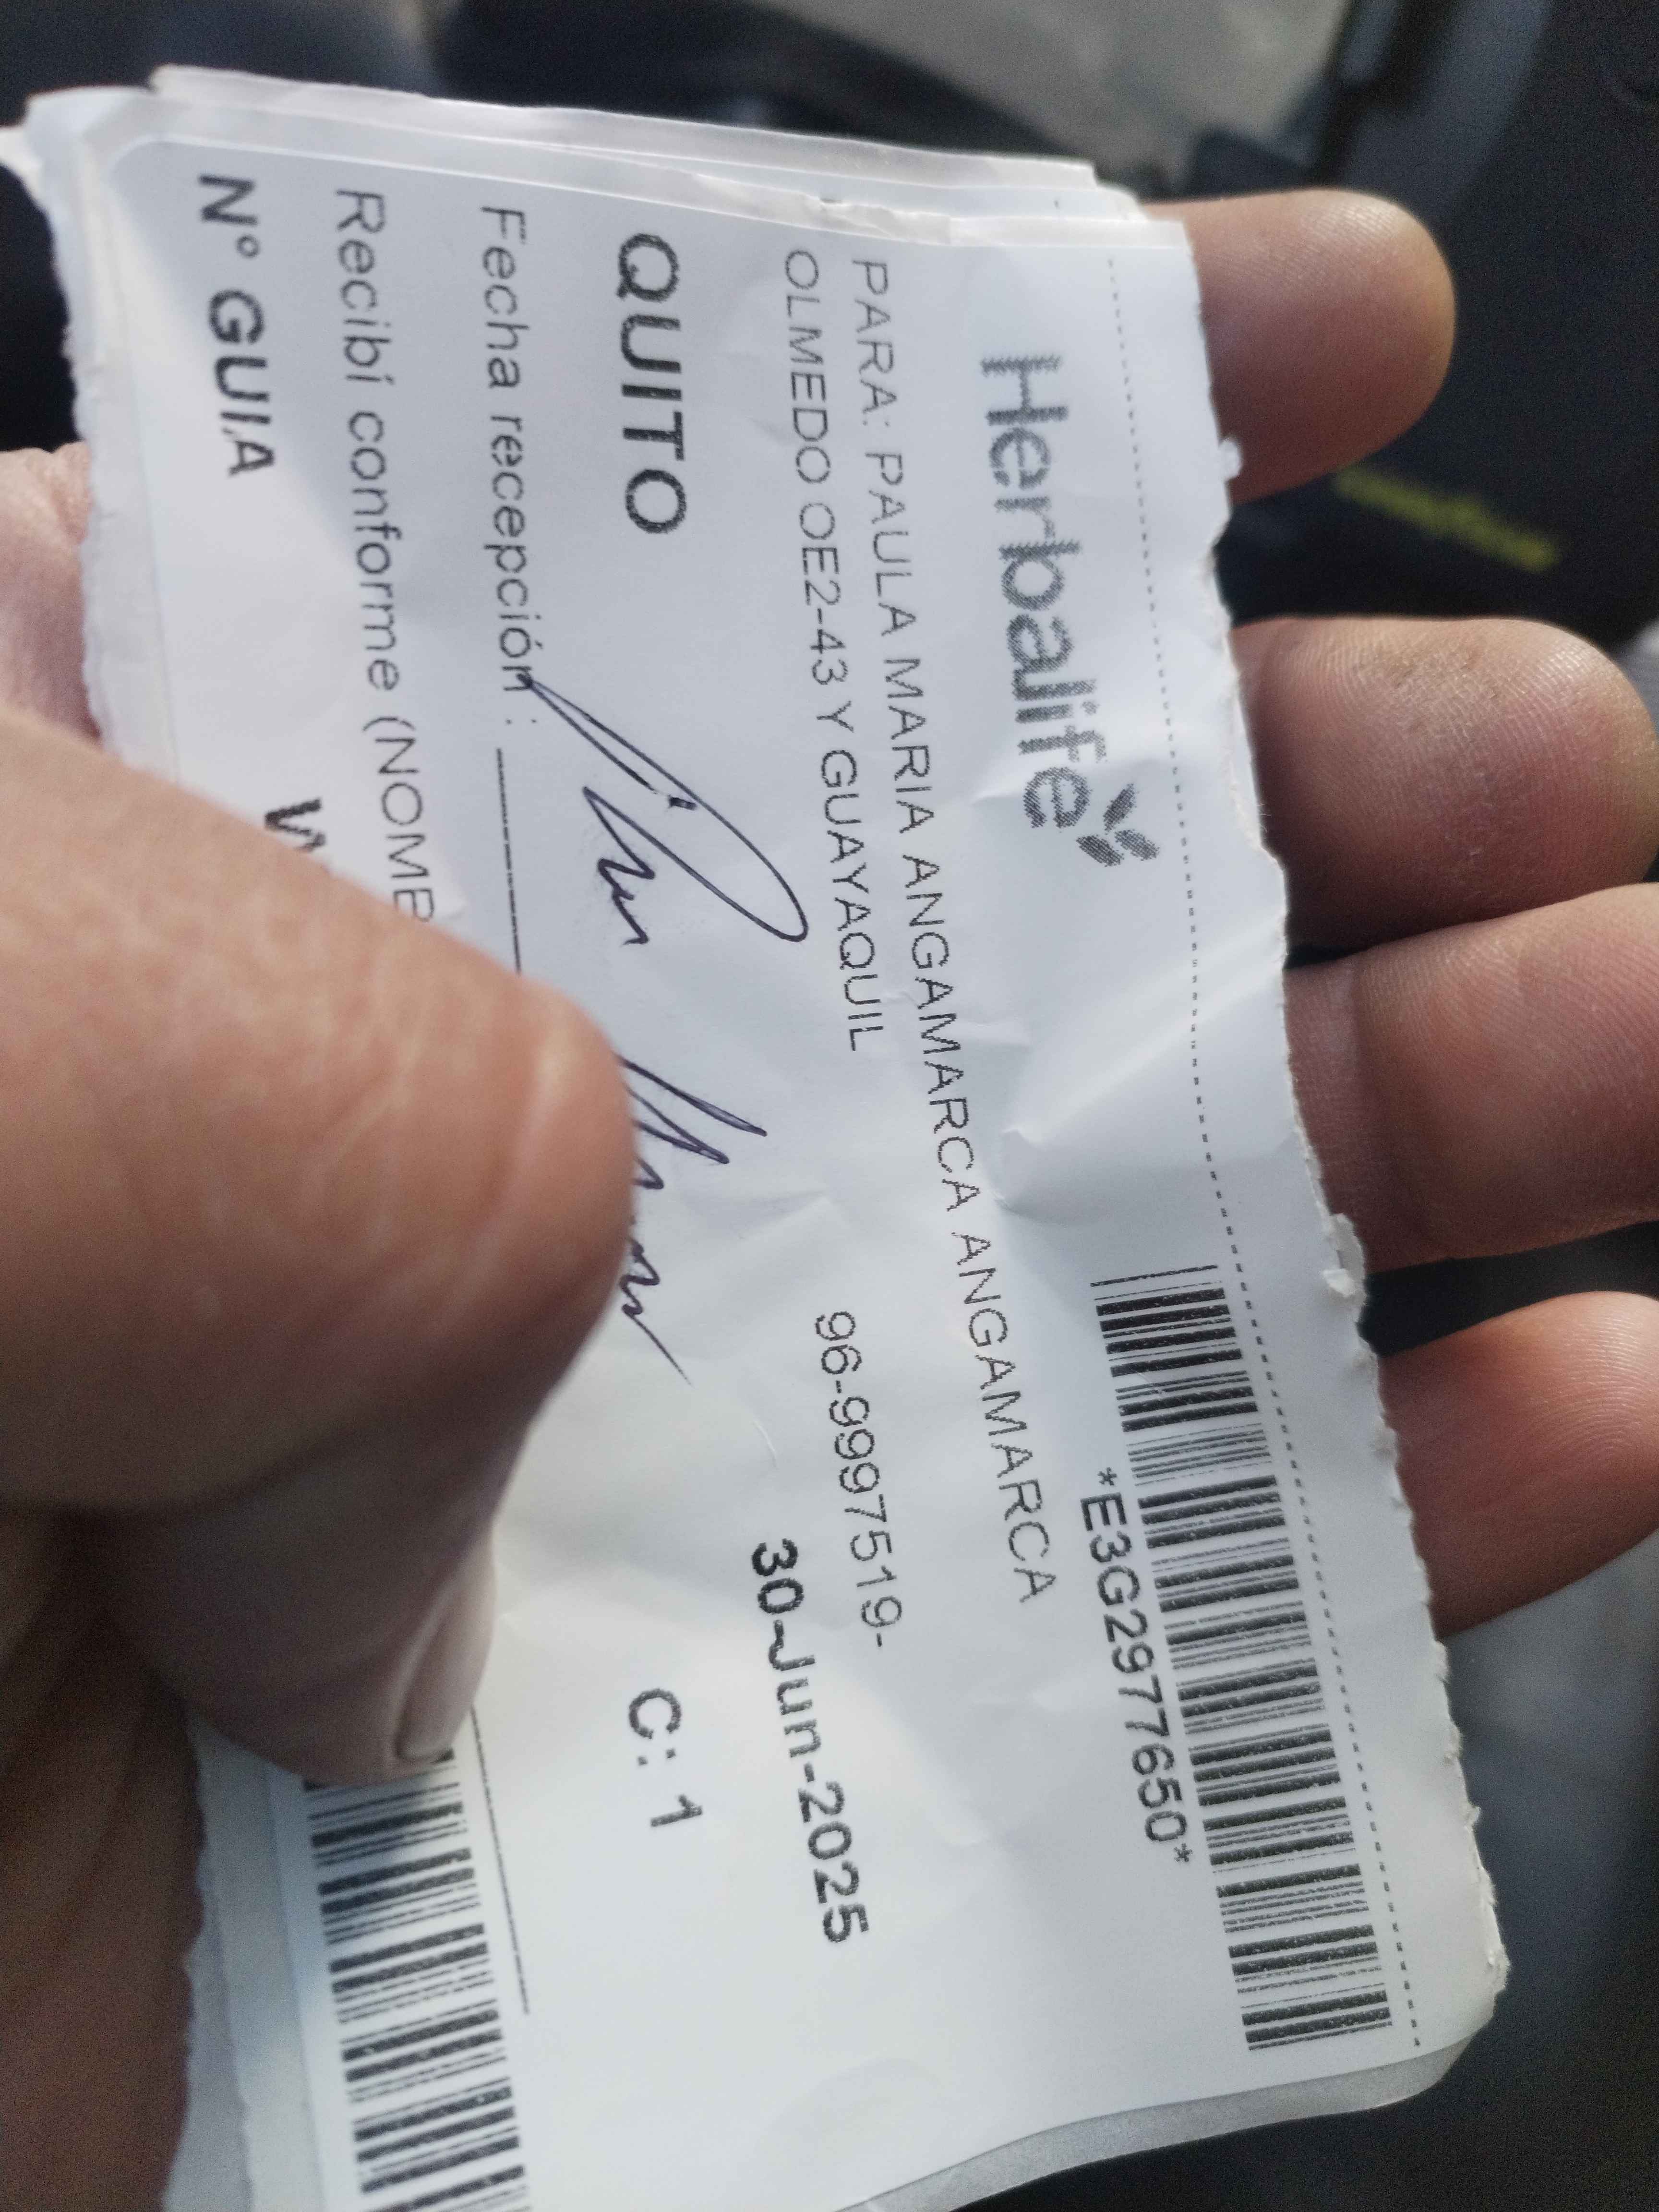 Herbalife
*E3G2977650*
PARA: PAULA MARIA ANGAMARCA ANGAMARCA
OLMEDO OE2-43 Y GUAYAQUIL
96-9997519-
30-Jun-2025
QUITO
C: 1
Fecha recepción :
Recibí conforme (NOMB
N° GUIA